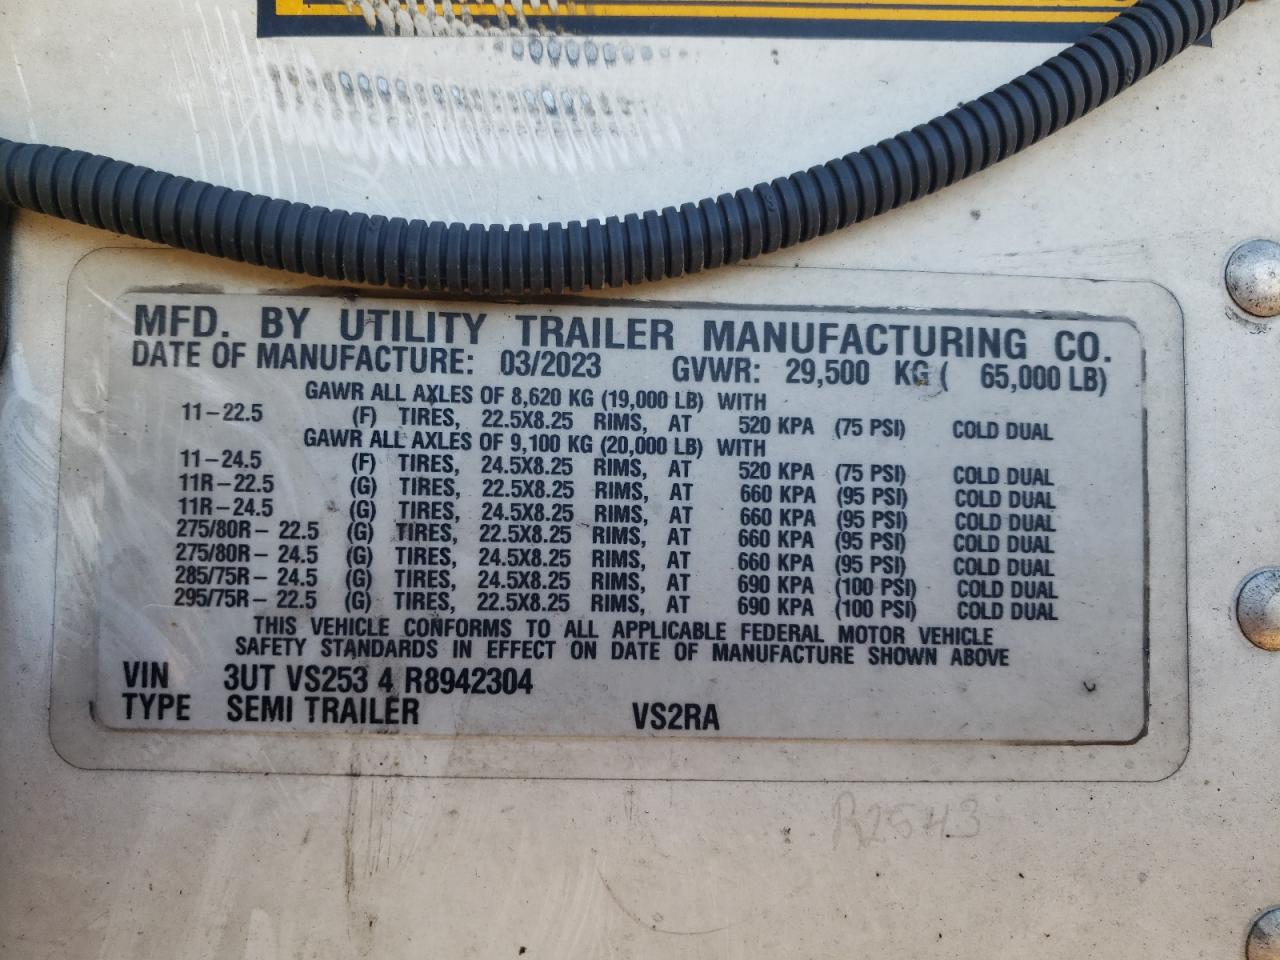 MFD. BY UTILITY TRAILER MANUFACTURING CO.
DATE OF MANUFACTURE: 03/2023 GVWR: 29,500 KG ( 65,000 LB)
GAWR ALL AXLES OF 8,620 KG (19,000 LB) WITH
11-22.5 (F) TIRES, 22.5X8.25 RIMS, AT 520 KPA (75 PSI) COLD DUAL
GAWR ALL AXLES OF 9,100 KG (20,000 LB) WITH
11-24.5 (F) TIRES, 24.5X8.25 RIMS, AT 520 KPA (75 PSI) COLD DUAL
11R-22.5 (G) TIRES, 22.5X8.25 RIMS, AT 660 KPA (95 PSI) COLD DUAL
11R-24.5 (G) TIRES, 24.5X8.25 RIMS, AT 660 KPA (95 PSI) COLD DUAL
275/80R- 22.5 (G) TIRES, 22.5X8.25 RIMS, AT 660 KPA (95 PSI) COLD DUAL
275/80R- 24.5 (G) TIRES, 24.5X8.25 RIMS, AT 660 KPA (95 PSI) COLD DUAL
285/75R- 24.5 (G) TIRES, 24.5X8.25 RIMS, AT 690 KPA (100 PSI) COLD DUAL
295/75R- 22.5 (G) TIRES, 22.5X8.25 RIMS, AT 690 KPA (100 PSI) COLD DUAL
THIS VEHICLE CONFORMS TO ALL APPLICABLE FEDERAL MOTOR VEHICLE
SAFETY STANDARDS IN EFFECT ON DATE OF MANUFACTURE SHOWN ABOVE
VIN 3UT VS253 4 R8942304
TYPE SEMI TRAILER VS2RA
R2543